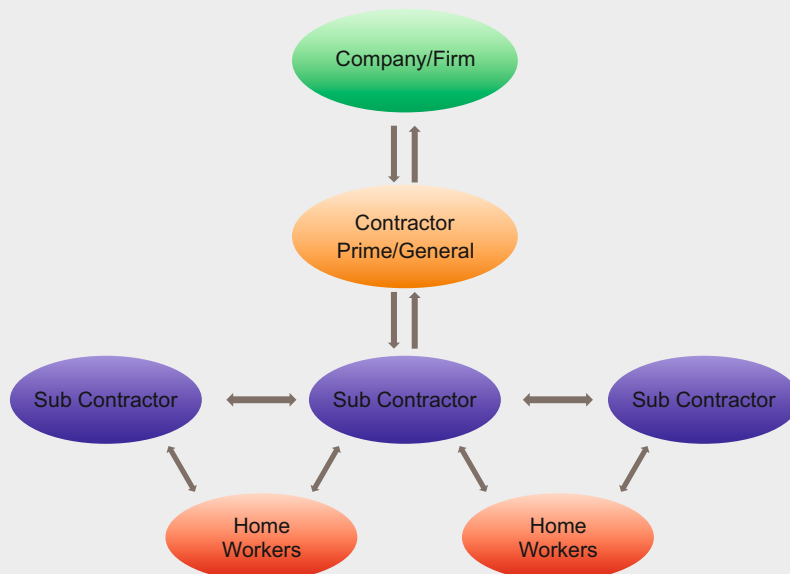 Company/Firm
Contractor
Prime/General
Sub Contractor
Sub Contractor
Sub Contractor
Home
Workers
Home
Workers